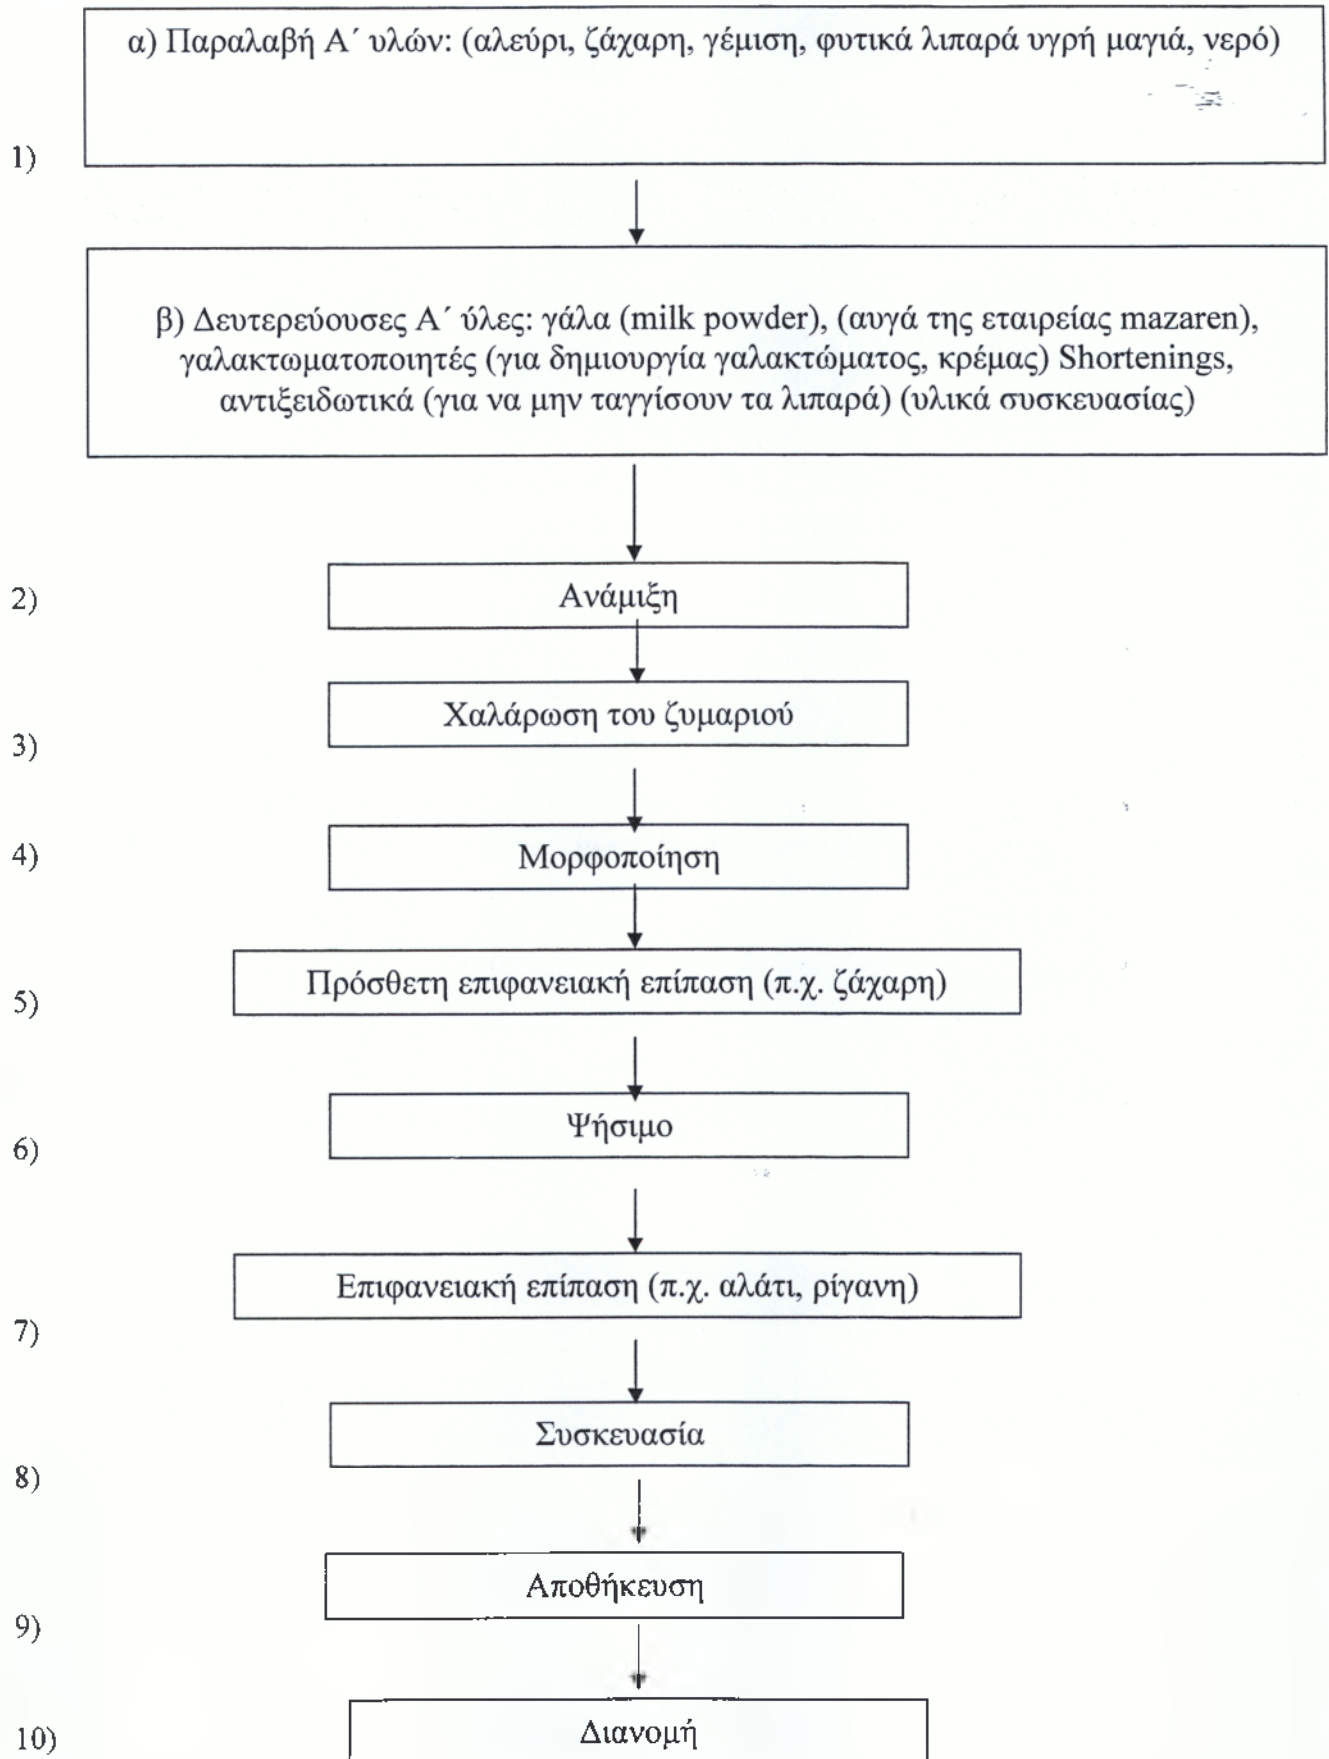 α) Παραλαβή Α΄ υλών: (αλεύρι, ζάχαρη, γέμιση, φυτικά λιπαρά υγρή μαγιά, νερό)
1)
β) Δευτερεύουσες Α΄ ύλες: γάλα (milk powder), (αυγά της εταιρείας mazaren),
γαλακτωματοποιητές (για δημιουργία γαλακτώματος, κρέμας) Shortenings,
αντιξειδωτικά (για να μην ταγγίσουν τα λιπαρά) (υλικά συσκευασίας)
2) Ανάμιξη
3) Χαλάρωση του ζυμαριού
4) Μορφοποίηση
5) Πρόσθετη επιφανειακή επίπαση (π.χ. ζάχαρη)
6) Ψήσιμο
7) Επιφανειακή επίπαση (π.χ. αλάτι, ρίγανη)
8) Συσκευασία
9) Αποθήκευση
10) Διανομή